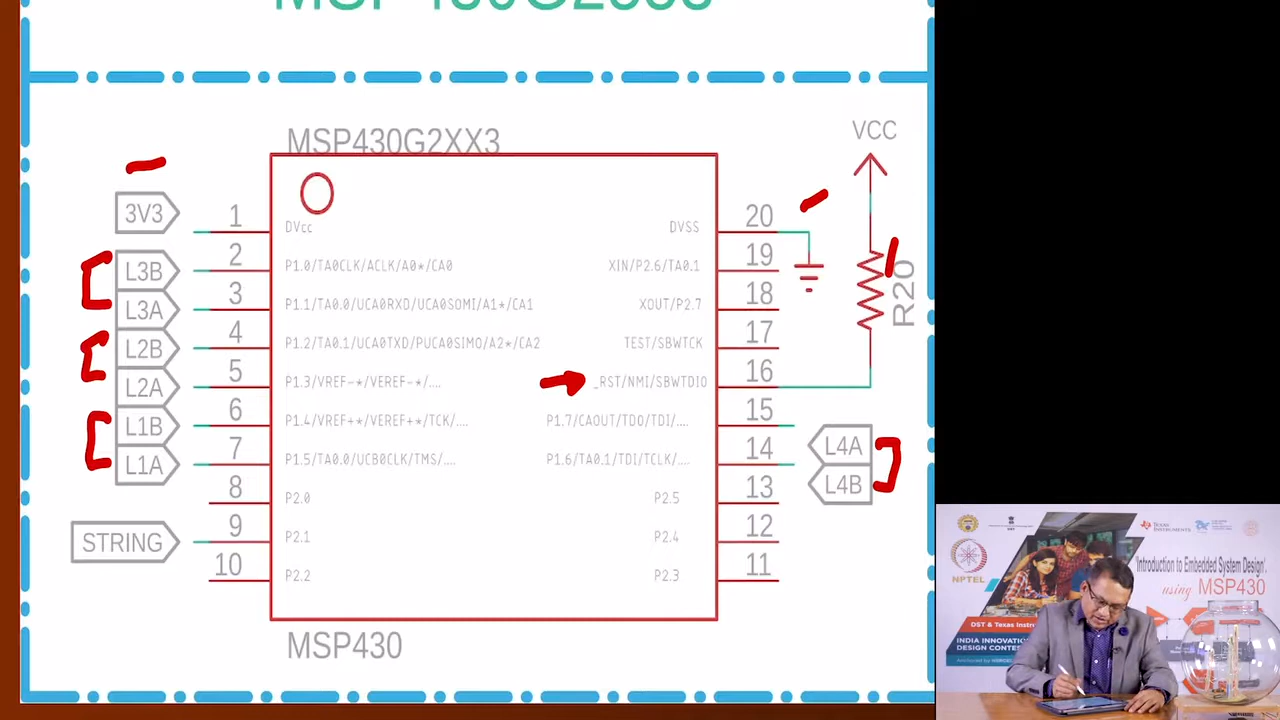 MSP430G2553
MSP430G2XX3
VCC
3V3
1
DVcc
DVSS
20
L3B
2
P1.0/TA0CLK/ACLK/A0*/CA0
XIN/P2.6/TA0.1
19
L3A
3
P1.1/TA0.0/UCA0RXD/UCA0SOMI/A1*/CA1
XOUT/P2.7
18
R20
L2B
4
P1.2/TA0.1/UCA0TXD/PUCA0SIMO/A2*/CA2
TEST/SBWTCK
17
L2A
5
P1.3/VREF-*/VEREF-*/....
_RST/NMI/SBWTDIO
16
L1B
6
P1.4/VREF+*/VEREF+*/TCK/....
P1.7/CAOUT/TDO/TDI/....
15
L4A
L1A
7
P1.5/TA0.0/UCB0CLK/TMS/....
P1.6/TA0.1/TDI/TCLK/....
14
L4B
8
P2.0
P2.5
13
STRING
9
P2.1
P2.4
12
10
P2.2
P2.3
11
MSP430
TEXAS INSTRUMENTS
NPTEL
'Introduction to Embedded System Design'.
using MSP430
DST & Texas Instru
INDIA INNOVATION
DESIGN CONTES